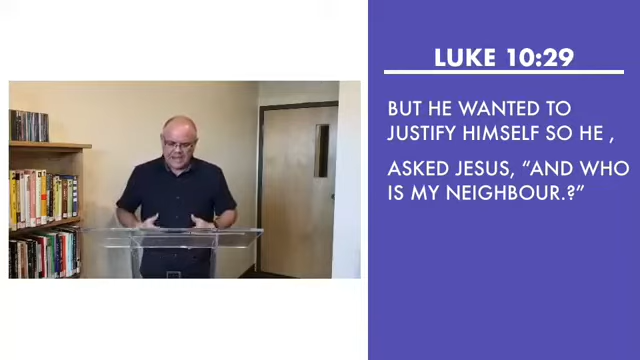 LUKE 10:29
BUT HE WANTED TO
JUSTIFY HIMSELF SO HE ,
ASKED JESUS, “AND WHO
IS MY NEIGHBOUR.?”